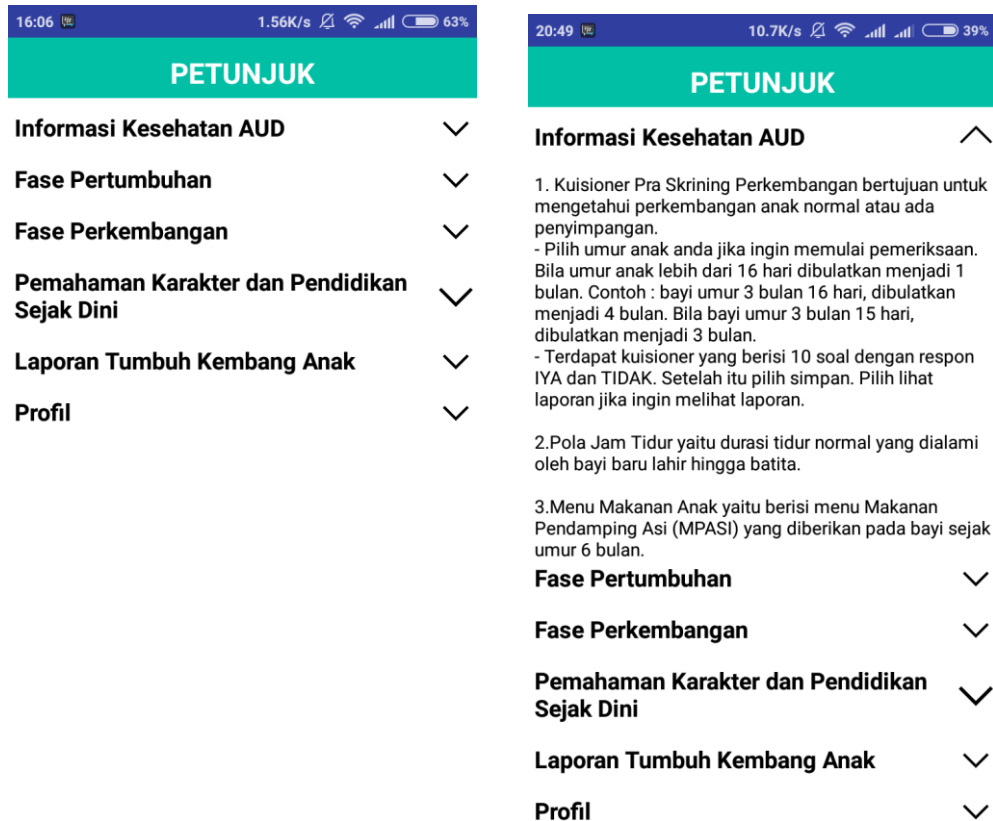 16:06 1.56K/s 63%
PETUNJUK
Informasi Kesehatan AUD
Fase Pertumbuhan
Fase Perkembangan
Pemahaman Karakter dan Pendidikan
Sejak Dini
Laporan Tumbuh Kembang Anak
Profil
20:49 10.7K/s 39%
PETUNJUK
Informasi Kesehatan AUD
1. Kuisioner Pra Skrining Perkembangan bertujuan untuk
mengetahui perkembangan anak normal atau ada
penyimpangan.
- Pilih umur anak anda jika ingin memulai pemeriksaan.
Bila umur anak lebih dari 16 hari dibulatkan menjadi 1
bulan. Contoh : bayi umur 3 bulan 16 hari, dibulatkan
menjadi 4 bulan. Bila bayi umur 3 bulan 15 hari,
dibulatkan menjadi 3 bulan.
- Terdapat kuisioner yang berisi 10 soal dengan respon
IYA dan TIDAK. Setelah itu pilih simpan. Pilih lihat
laporan jika ingin melihat laporan.
2.Pola Jam Tidur yaitu durasi tidur normal yang dialami
oleh bayi baru lahir hingga batita.
3.Menu Makanan Anak yaitu berisi menu Makanan
Pendamping Asi (MPASI) yang diberikan pada bayi sejak
umur 6 bulan.
Fase Pertumbuhan
Fase Perkembangan
Pemahaman Karakter dan Pendidikan
Sejak Dini
Laporan Tumbuh Kembang Anak
Profil